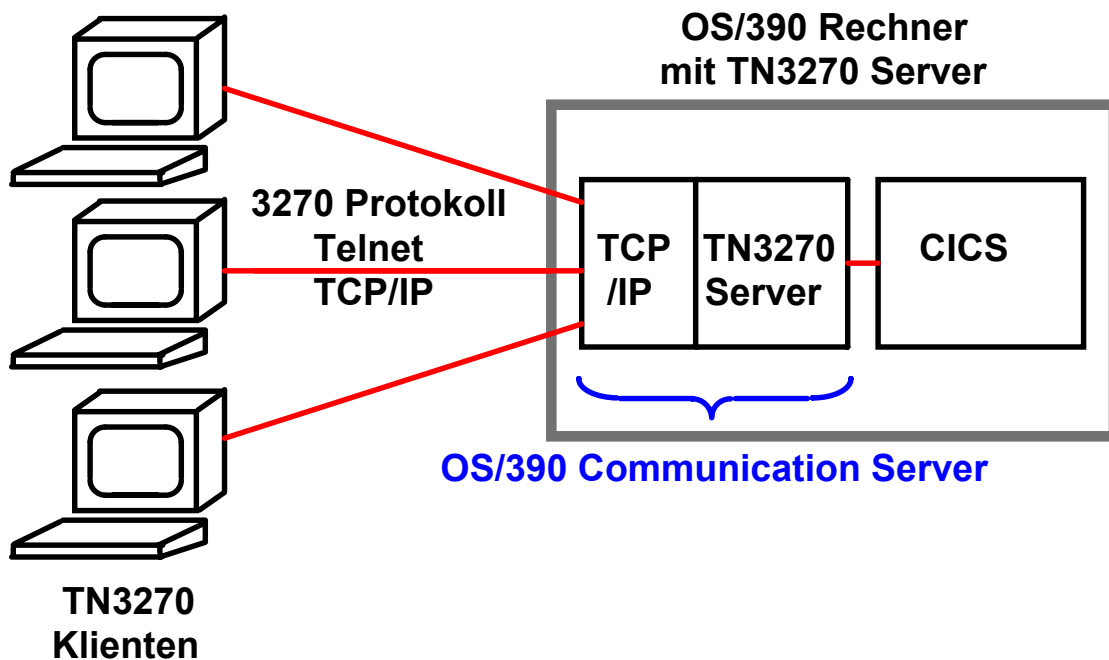 OS/390 Rechner
mit TN3270 Server
3270 Protokoll
Telnet
TCP/IP
TCP
/IP
TN3270
Server
CICS
OS/390 Communication Server
TN3270
Klienten